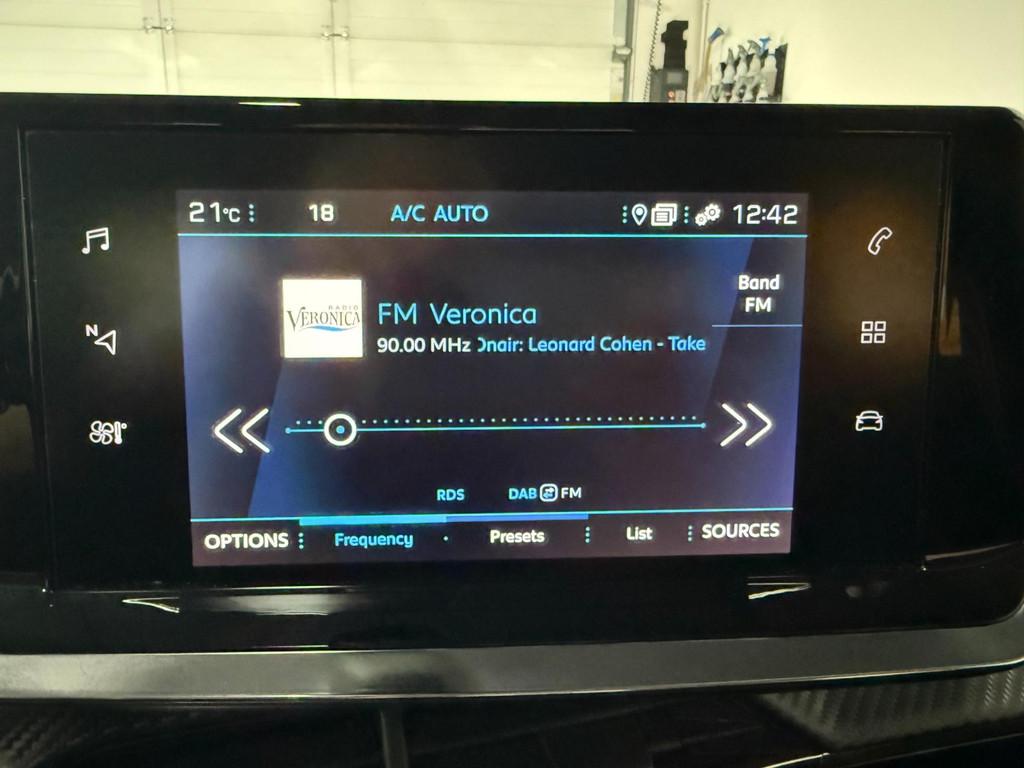 21°C 18 A/C AUTO 12:42
Band
FM
RADIO
VERONICA
FM Veronica
90.00 MHz Onair: Leonard Cohen - Take
N
RDS DAB FM
OPTIONS Frequency Presets List SOURCES